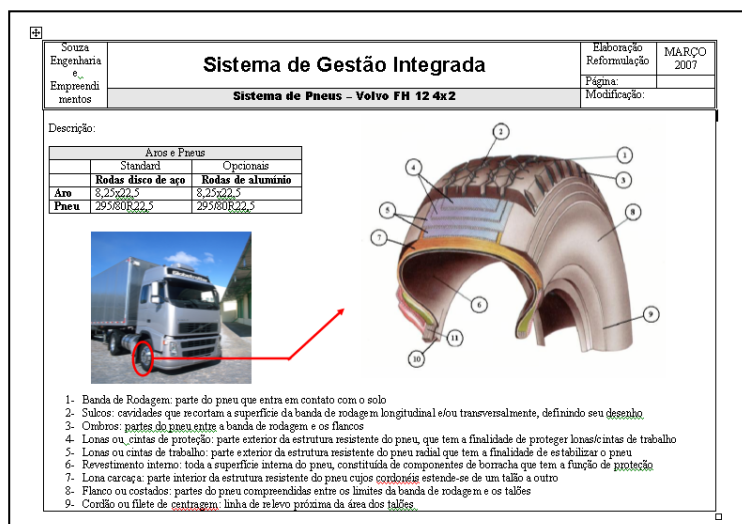 Souza
Engenharia
e
Empreendi
mentos
Sistema de Gestão Integrada
Sistema de Pneus – Volvo FH 12 4x2
Elaboração
Reformulação
MARÇO
2007
Página:
Modificação:
Descrição:
Aros e Pneus
Standard Opcionais
Rodas disco de aço Rodas de alumínio
Aro 8,25x22,5 8,25x22,5
Pneu 295/80R22,5 295/80R22,5
2
1
4
3
5
8
7
6
9
11
10
1- Banda de Rodagem: parte do pneu que entra em contato com o solo
2- Sulcos: cavidades que recortam a superfície da banda de rodagem longitudinal e/ou transversalmente, definindo seu desenho
3- Ombros: partes do pneu entre a banda de rodagem e os flancos
4- Lonas ou cintas de proteção: parte exterior da estrutura resistente do pneu, que tem a finalidade de proteger lonas/cintas de trabalho
5- Lonas ou cintas de trabalho: parte exterior da estrutura resistente do pneu radial que tem a finalidade de estabilizar o pneu
6- Revestimento interno: toda a superfície interna do pneu, constituída de componentes de borracha que tem a função de proteção
7- Lona carcaça: parte interior da estrutura resistente do pneu cujos cordonéis estende-se de um talão a outro
8- Flanco ou costados: partes do pneu compreendidas entre os limites da banda de rodagem e os talões
9- Cordão ou filete de centragem: linha de relevo próxima da área dos talões